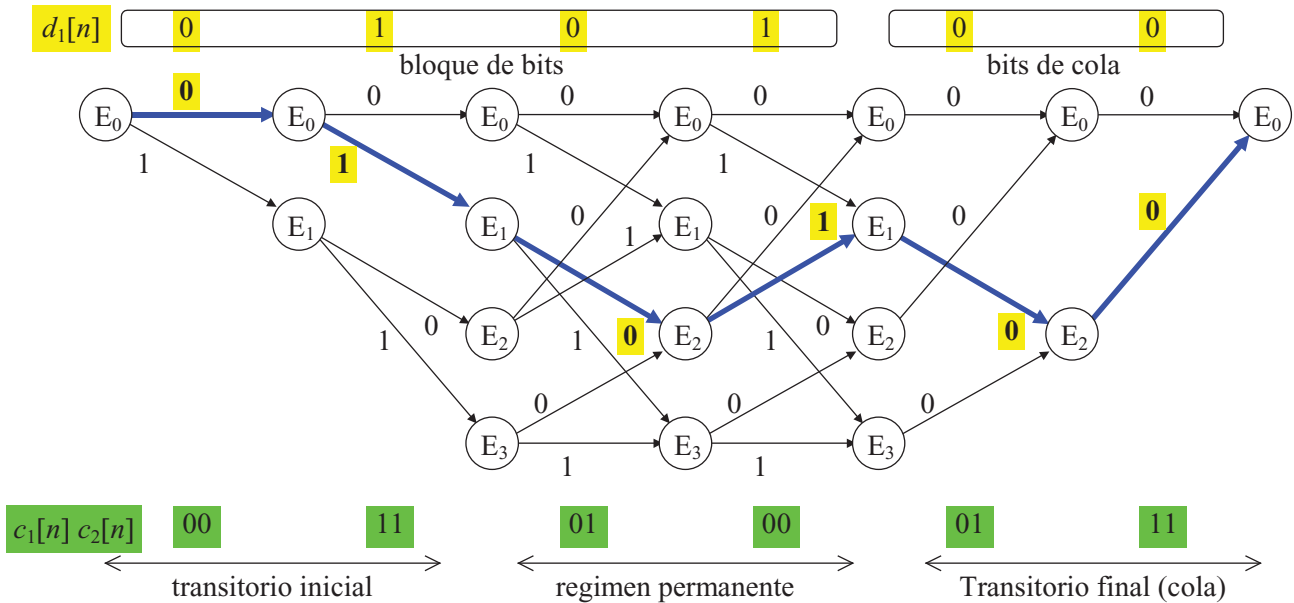 d₁[n] 0 1 0 1 0 0
bloque de bits bits de cola
0 0 0 0 0 0
E₀ E₀ E₀ E₀ E₀ E₀ E₀
1 1 1 1
0 0 1 0 0
E₁ E₁ E₁ E₁
1
0 0 0
1 1 0 1
E₂ E₂ E₂ E₂
0 0 0
E₃ E₃ E₃
1 1
c₁[n] c₂[n] 00 11 01 00 01 11
transitorio inicial regimen permanente Transitorio final (cola)